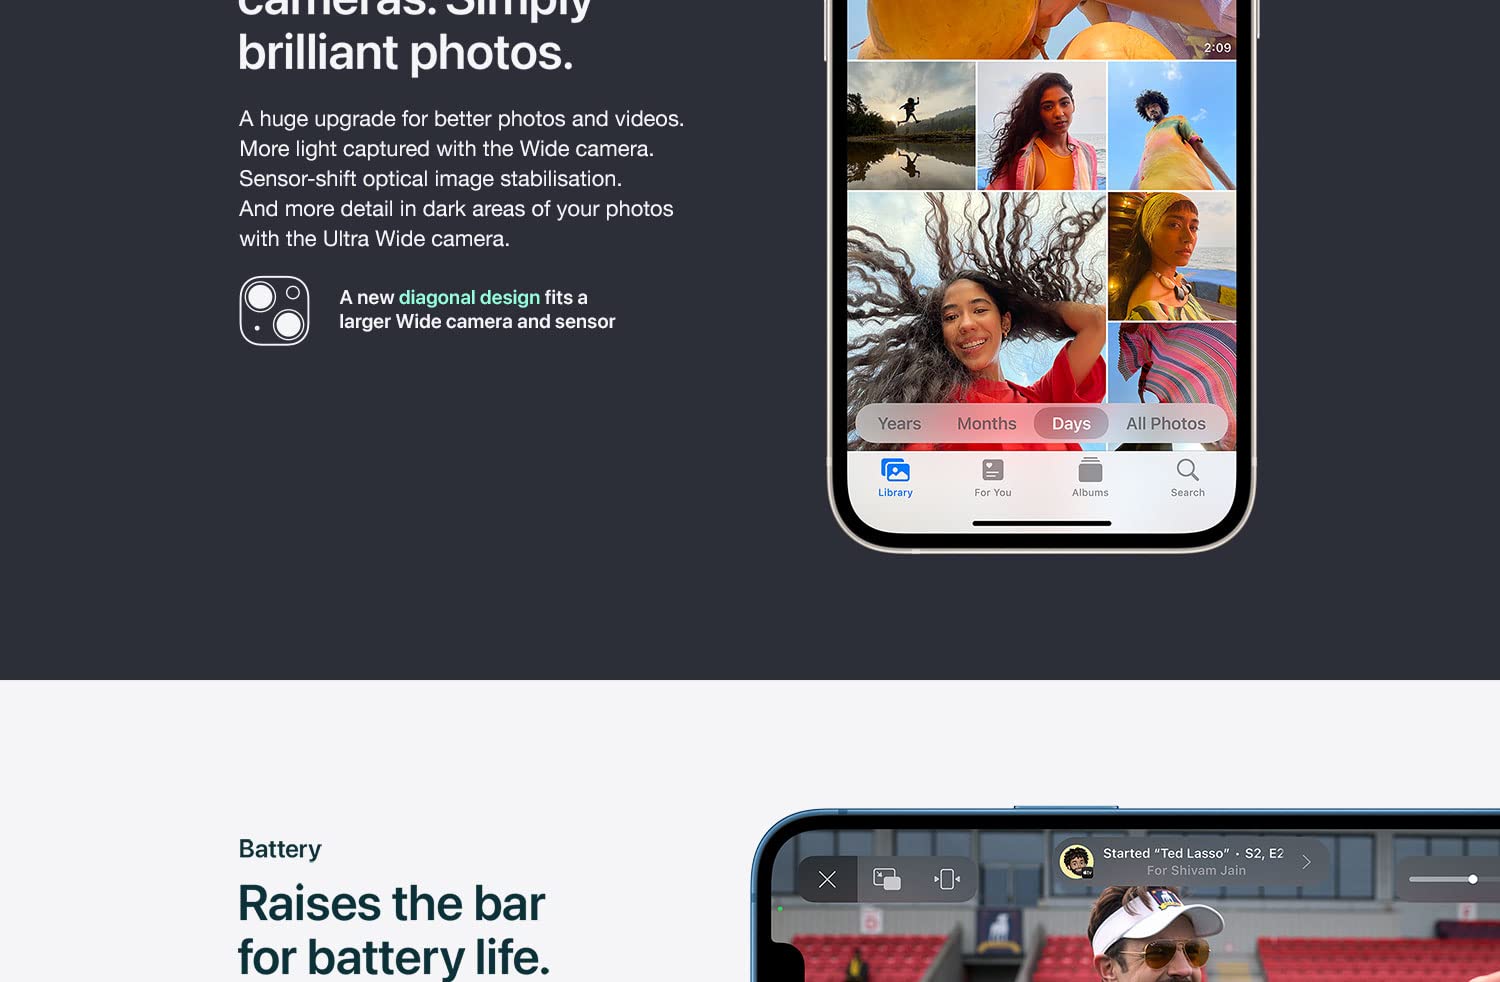 cameras. Simply
brilliant photos.
A huge upgrade for better photos and videos.
More light captured with the Wide camera.
Sensor-shift optical image stabilisation.
And more detail in dark areas of your photos
with the Ultra Wide camera.
A new diagonal design fits a
larger Wide camera and sensor
2:09
Years Months Days All Photos
Library For You Albums Search
Battery
Raises the bar
for battery life.
Started “Ted Lasso” • S2, E2
For Shivam Jain